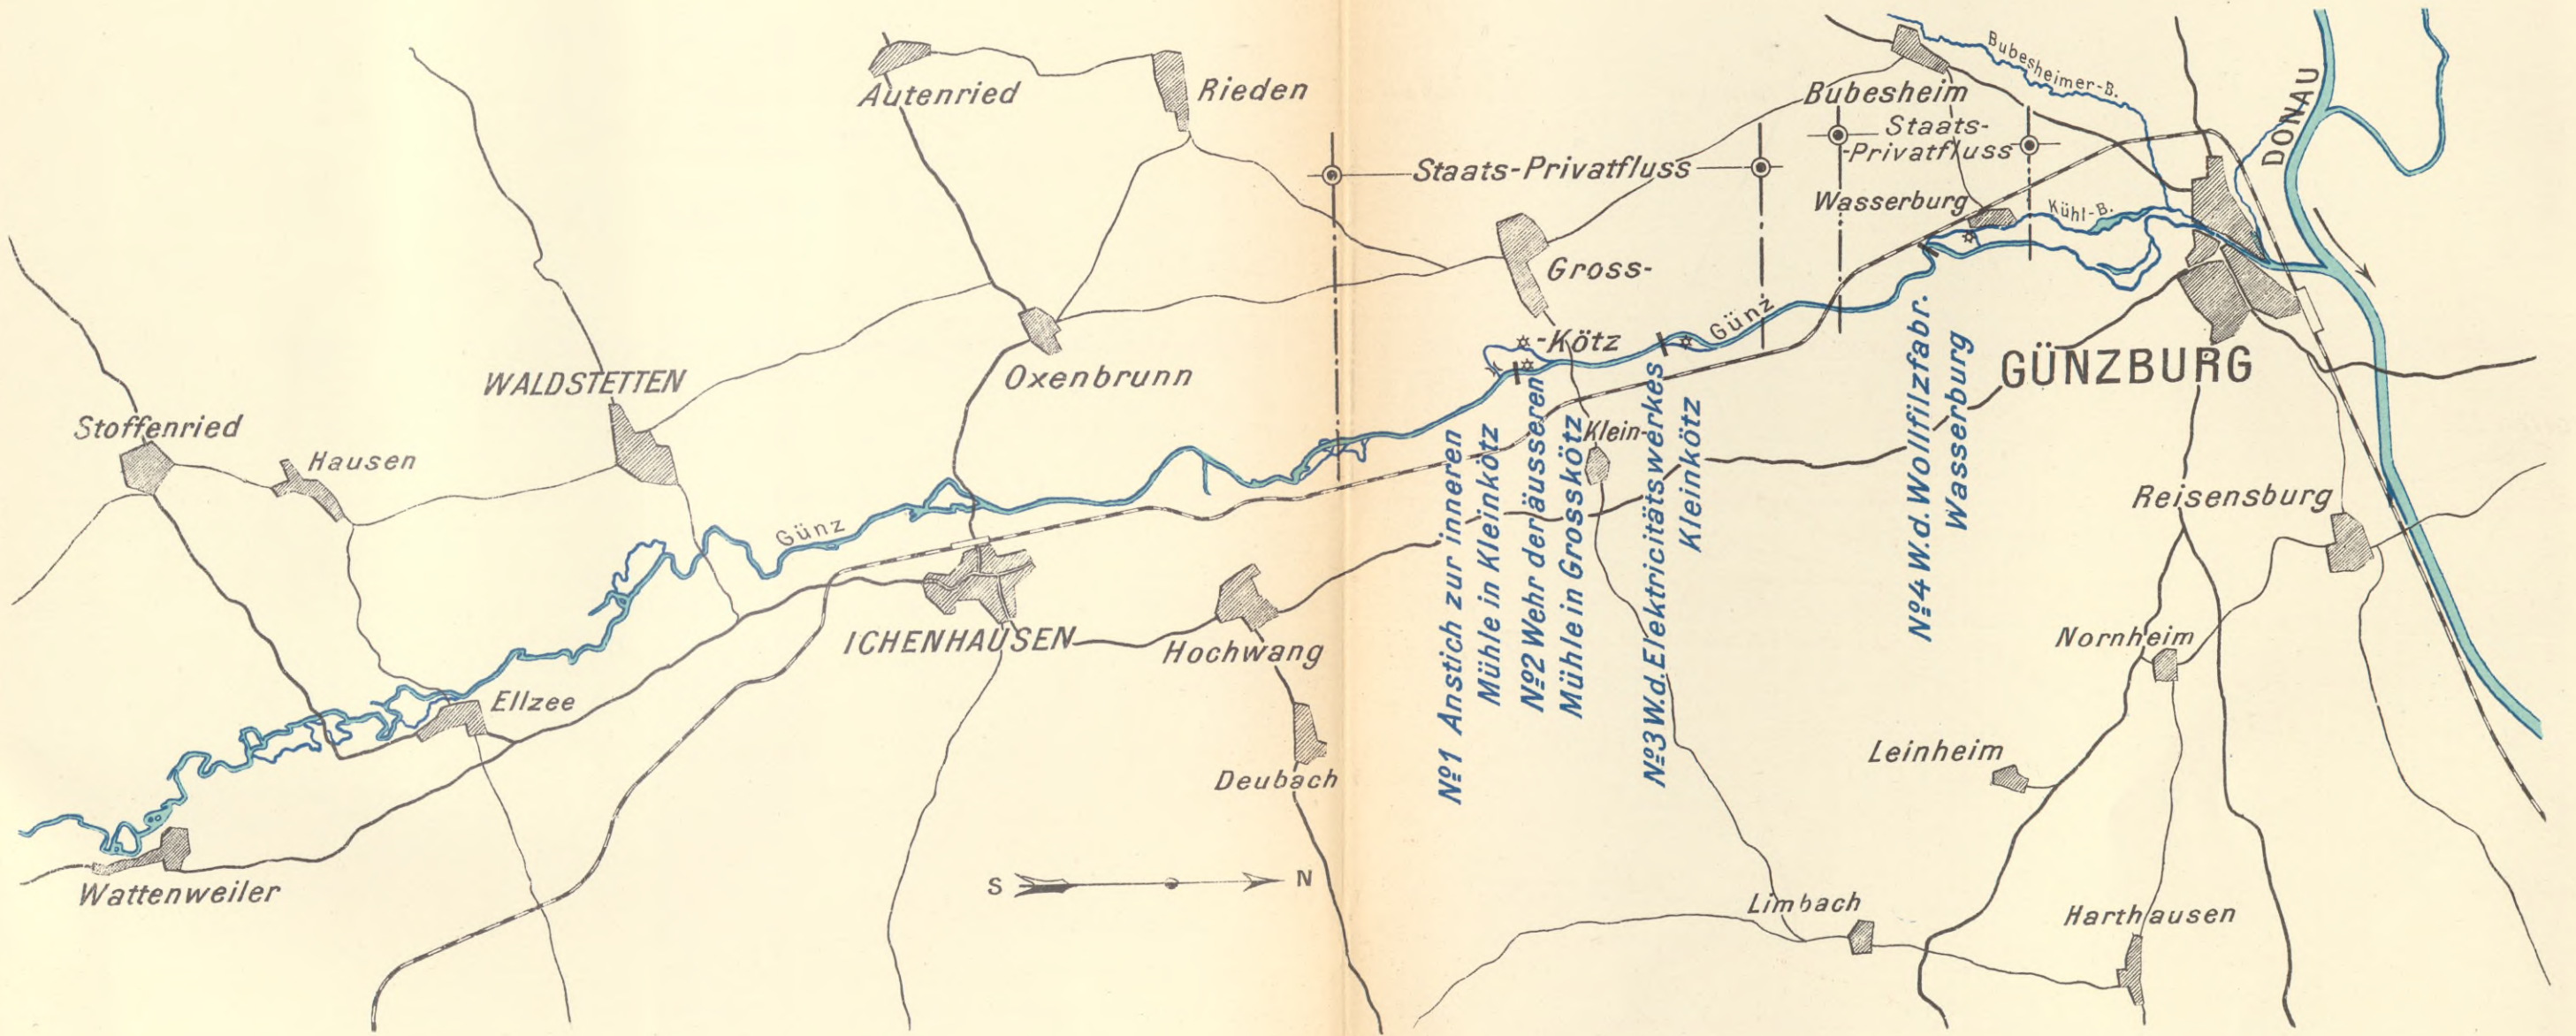 Bubesheimer-B.
DONAU
Autenried
Rieden
Bubesheim
Staats-
-Privatfluss
Staats-Privatfluss
Wasserburg
Kühl-B.
Gross-
-Kötz
Günz
GÜNZBURG
WALDSTETTEN
Oxenbrunn
Stoffenried
Hausen
Klein-
Reisensburg
Günz
ICHENHAUSEN
Hochwang
Nornheim
Ellzee
Leinheim
Deubach
Wattenweiler
S
N
Limbach
Harthausen
№1 Anstich zur inneren
Mühle in Kleinkötz
№2 Wehr der äusseren
Mühle in Grosskötz
№3 W.d.Elektricitätswerkes
Kleinkötz
№4 W.d.Wollfilzfabr.
Wasserburg